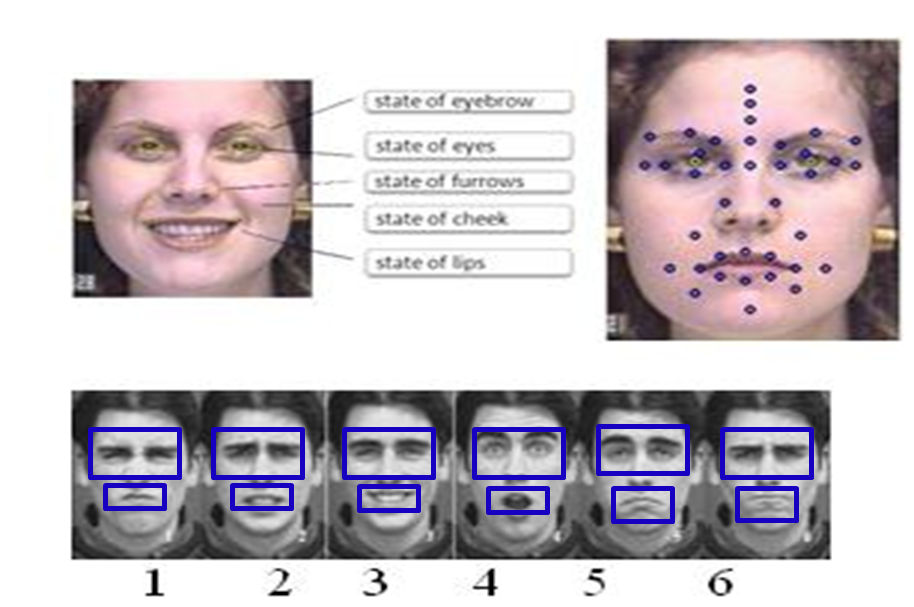 state of eyebrow
state of eyes
state of furrows
state of cheek
state of lips
1 2 3 4 5 6